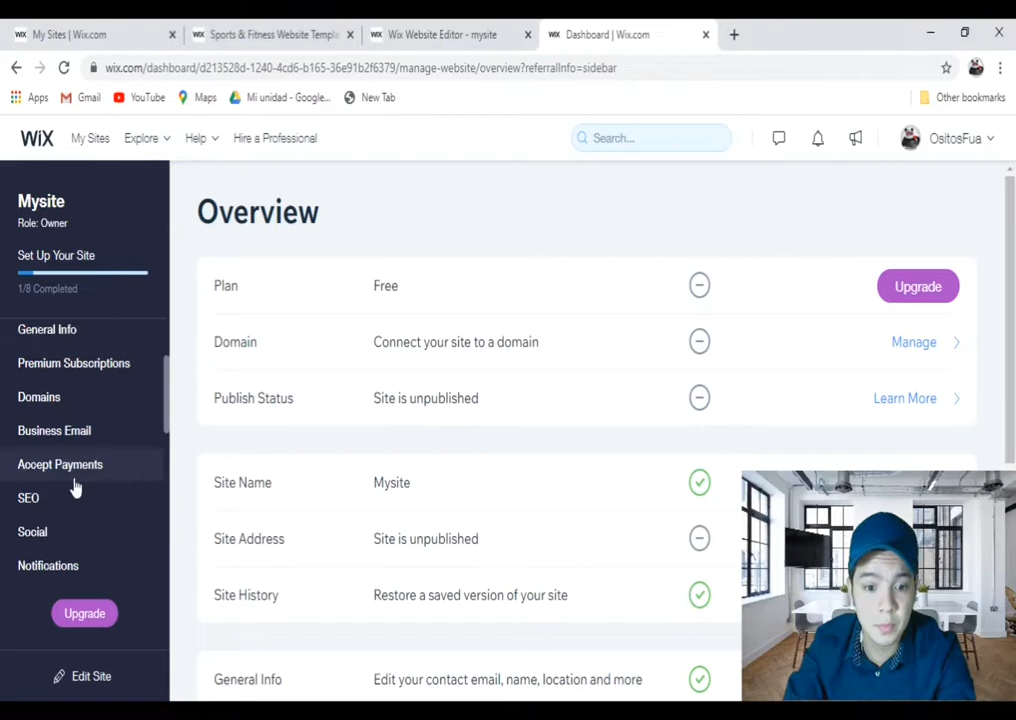 WIX My Sites | Wix.com
WIX Sports & Fitness Website Templ
WIX Wix Website Editor - mysite
WIX Dashboard | Wix.com
wix.com/dashboard/d213528d-1240-4cd6-b165-36e91b2f6379/manage-website/overview?referralInfo=sidebar
Apps Gmail YouTube Maps Mi unidad - Google... New Tab Other bookmarks
WIX My Sites Explore Help Hire a Professional Search... OsitosFua
Mysite
Role: Owner
Set Up Your Site
1/8 Completed
General Info
Premium Subscriptions
Domains
Business Email
Accept Payments
SEO
Social
Notifications
Upgrade
Edit Site
Overview
Plan Free Upgrade
Domain Connect your site to a domain Manage
Publish Status Site is unpublished Learn More
Site Name Mysite
Site Address Site is unpublished
Site History Restore a saved version of your site
General Info Edit your contact email, name, location and more